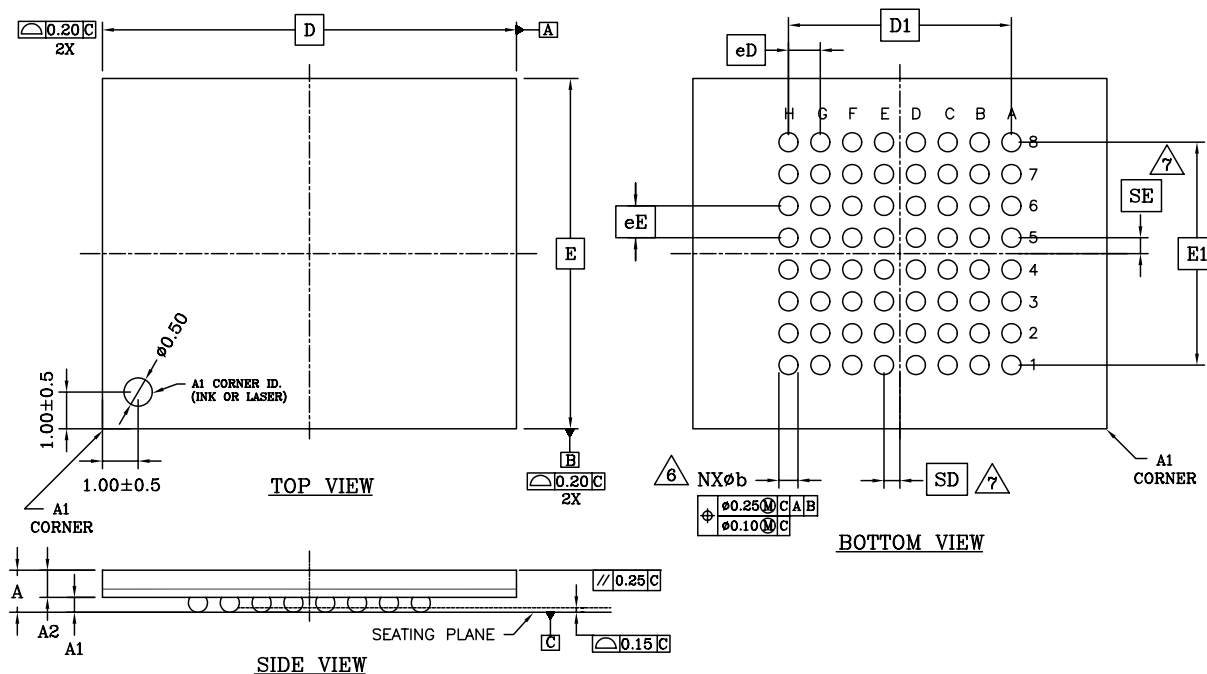 ⌓ 0.20 C
2X
D
A
E
ø0.50
A1 CORNER ID.
(INK OR LASER)
1.00±0.5
1.00±0.5
B
⌓ 0.20 C
2X
TOP VIEW
A1
CORNER
D1
eD
H G F E D C B A
8
7
6
5
4
3
2
1
7
SE
eE
E1
6
NXøb
⌖ ø0.25Ⓜ C A B
ø0.10Ⓜ C
SD
7
A1
CORNER
BOTTOM VIEW
A
A2
A1
// 0.25 C
SEATING PLANE
C
⌓ 0.15 C
SIDE VIEW